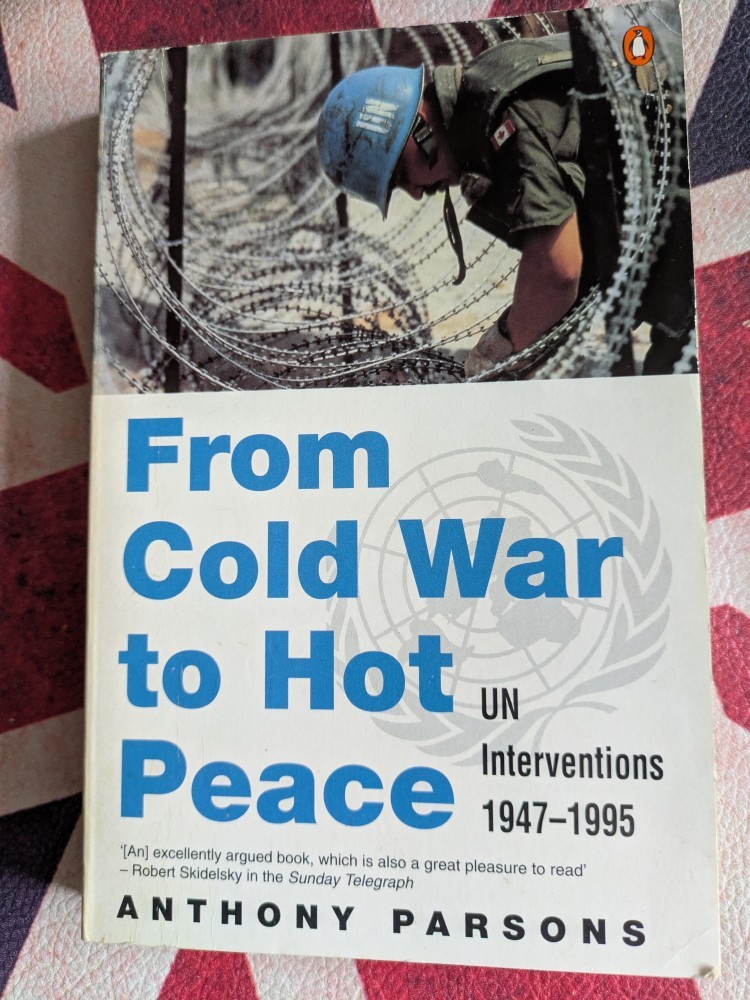 From
Cold War
to Hot
Peace
UN
Interventions
1947–1995
‘[An] excellently argued book, which is also a great pleasure to read’
– Robert Skidelsky in the Sunday Telegraph
ANTHONY PARSONS